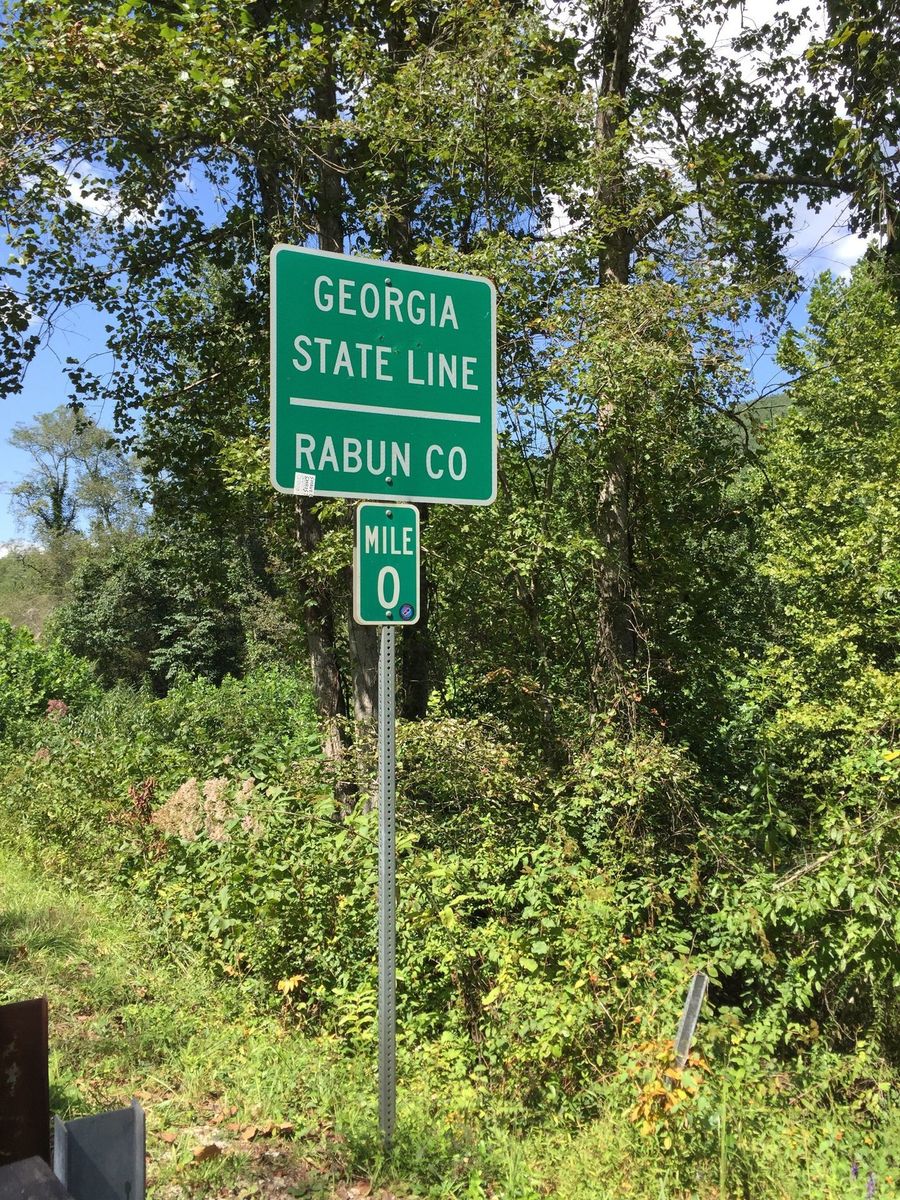 GEORGIA
STATE LINE
RABUN CO
MILE
0